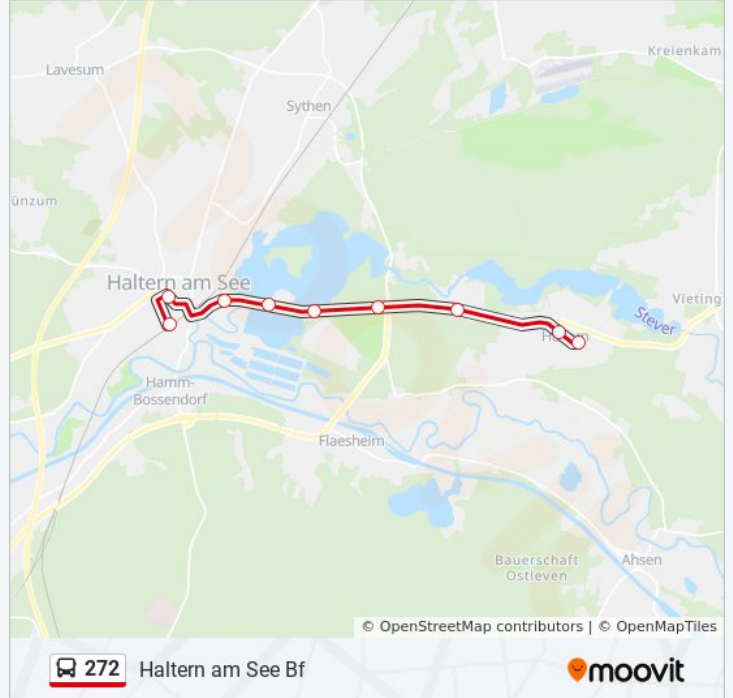 Kreienkam
Lavesum
Sythen
ünzum
Haltern am See
Vieting
Stever
Hamm-
Bossendorf
Flaesheim
Bauerschaft
Ostleven
Ahsen
© OpenStreetMap contributors | © OpenMapTiles
272 Haltern am See Bf
moovit